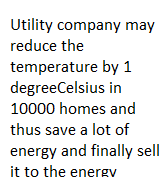 Utility company may
reduce the
temperature by 1
degreeCelsius in
10000 homes and
thus save a lot of
energy and finally sell
it to the energy